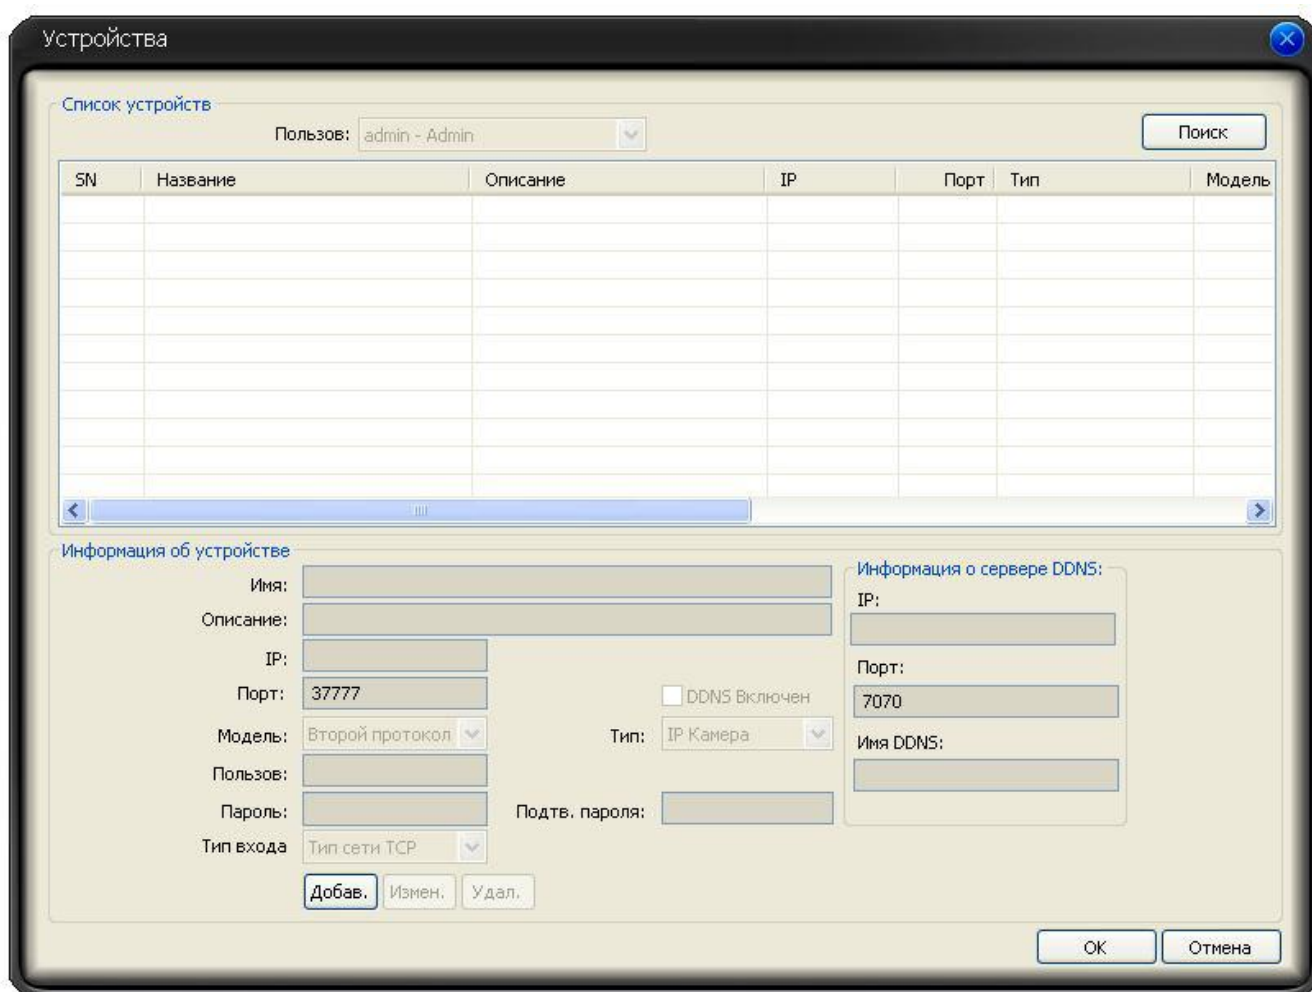 Устройства
Список устройств
Пользов: admin - Admin Поиск
SN Название Описание IP Порт Тип Модель
Информация об устройстве
Информация о сервере DDNS:
Имя:
IP:
Описание:
IP:
Порт:
Порт: 37777 DDNS Включен
7070
Модель: Второй протокол Тип: IP Камера
Имя DDNS:
Пользов:
Пароль: Подтв. пароля:
Тип входа Тип сети TCP
Добав. Измен. Удал.
OK Отмена